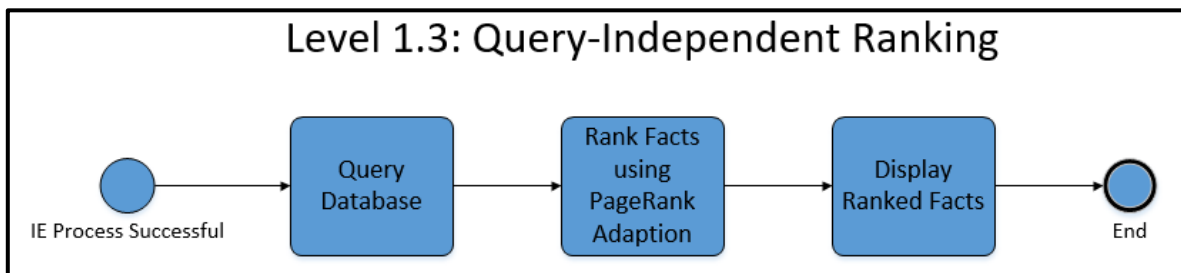 Level 1.3: Query-Independent Ranking
IE Process Successful
Query
Database
Rank Facts
using
PageRank
Adaption
Display
Ranked Facts
End